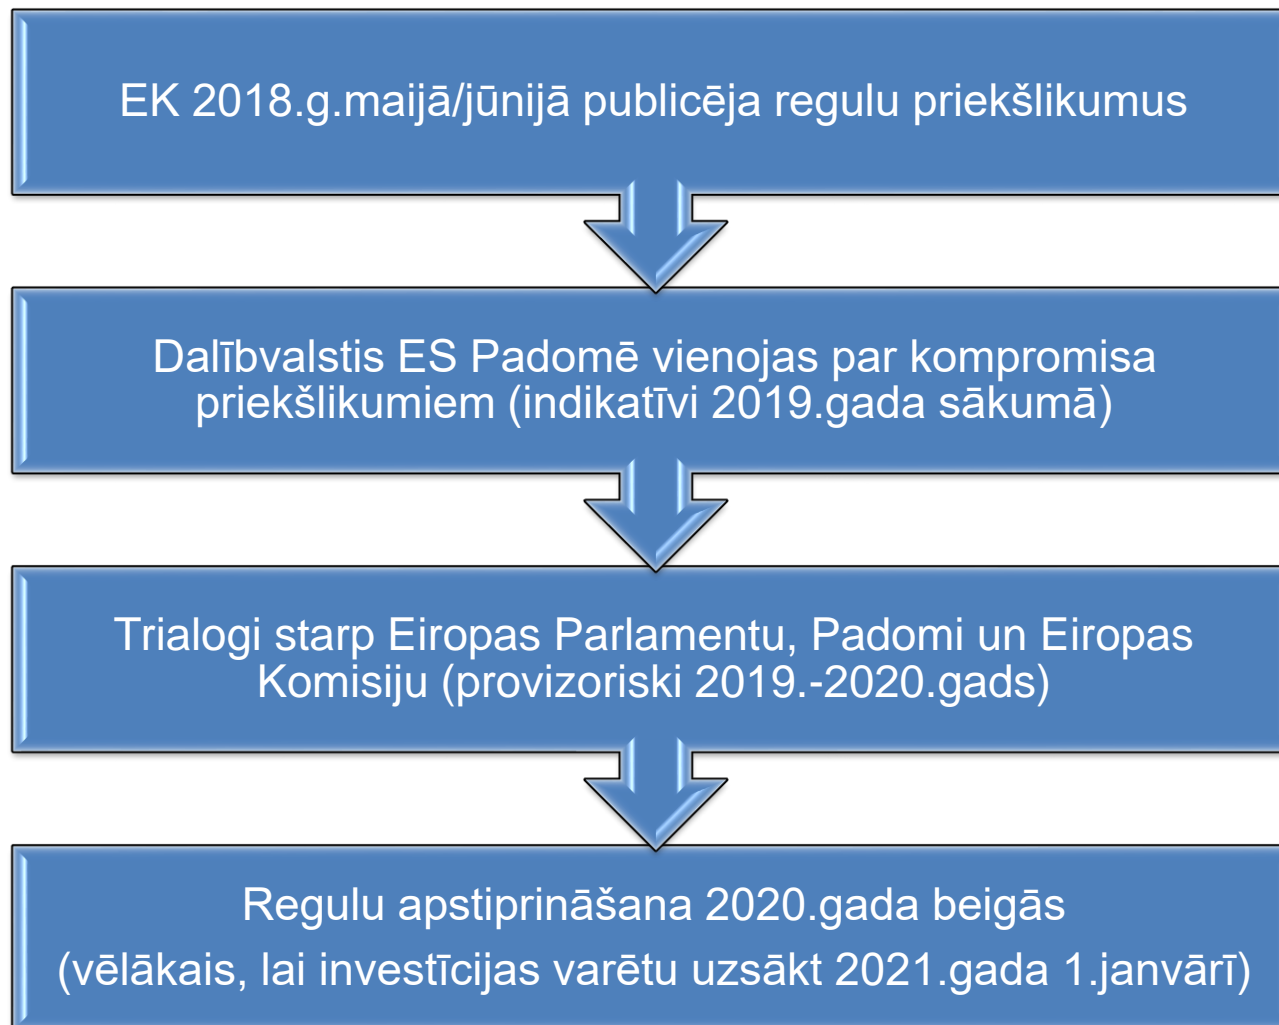 EK 2018.g.maijā/jūnijā publicēja regulu priekšlikumus
Dalībvalstis ES Padomē vienojas par kompromisa
priekšlikumiem (indikatīvi 2019.gada sākumā)
Trialogi starp Eiropas Parlamentu, Padomi un Eiropas
Komisiju (provizoriski 2019.-2020.gads)
Regulu apstiprināšana 2020.gada beigās
(vēlākais, lai investīcijas varētu uzsākt 2021.gada 1.janvārī)